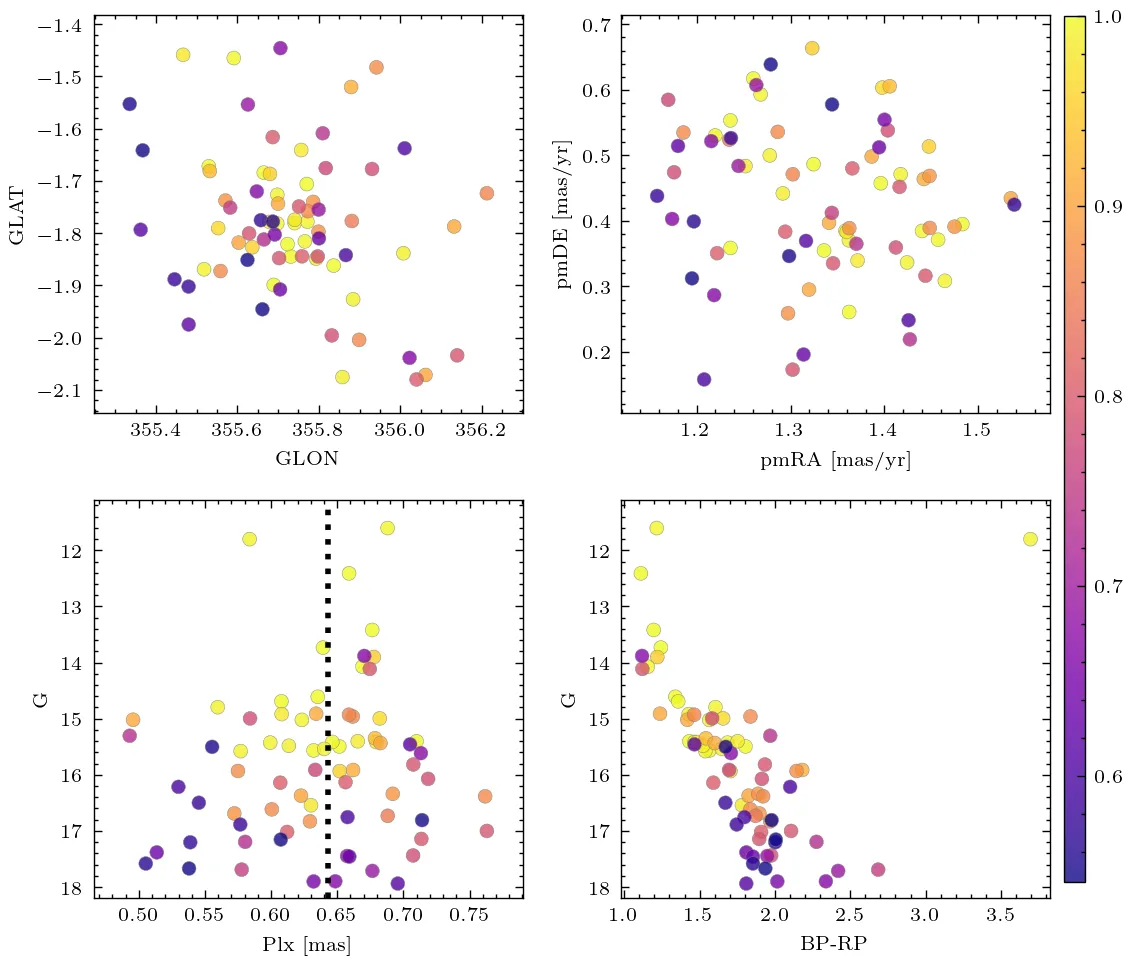 −1.4
−1.5
−1.6
−1.7
−1.8
−1.9
−2.0
−2.1
GLAT
355.4 355.6 355.8 356.0 356.2
GLON
0.7
0.6
0.5
0.4
0.3
0.2
pmDE [mas/yr]
1.2 1.3 1.4 1.5
pmRA [mas/yr]
1.0
0.9
0.8
0.7
0.6
12
13
14
15
16
17
18
G
0.50 0.55 0.60 0.65 0.70 0.75
Plx [mas]
12
13
14
15
16
17
18
G
1.0 1.5 2.0 2.5 3.0 3.5
BP-RP